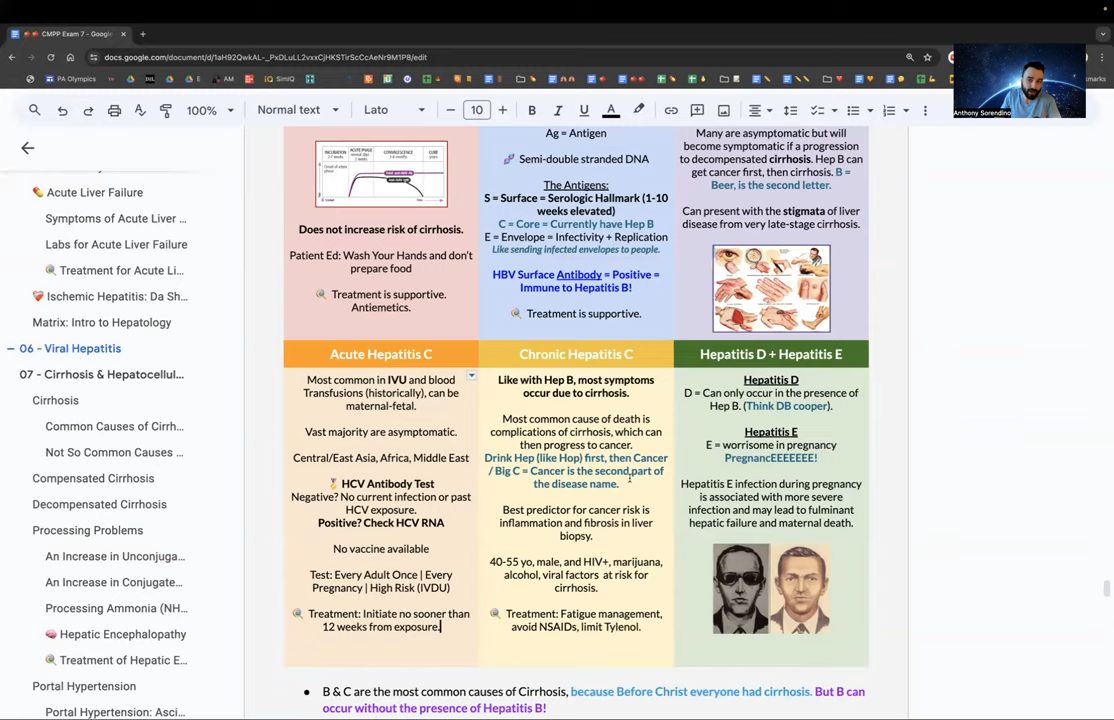 CMPP Exam 7 - Google
docs.google.com/document/d/1aH92QwkAL-_PxDLuLL2vxxCjHKSTirScCcAeNr9M1P8/edit
PA Olympics
DDL
E
AM
IQ
SimIQ
Anthony Sorendino
100%
Normal text
Lato
10
B
I
U
A
Acute Liver Failure
Symptoms of Acute Liver ...
Labs for Acute Liver Failure
Treatment for Acute Li...
Ischemic Hepatitis: Da Sh...
Matrix: Intro to Hepatology
06 - Viral Hepatitis
07 - Cirrhosis & Hepatocellul...
Cirrhosis
Common Causes of Cirrh...
Not So Common Causes ...
Compensated Cirrhosis
Decompensated Cirrhosis
Processing Problems
An Increase in Unconjuga...
An Increase in Conjugate...
Processing Ammonia (NH...
Hepatic Encephalopathy
Treatment of Hepatic E...
Portal Hypertension
Portal Hypertension: Asci...
INCUBATION
ACUTE PHASE
CONVALESCENCE
CURE
Does not increase risk of cirrhosis.
Patient Ed: Wash Your Hands and don't
prepare food
Treatment is supportive.
Antiemetics.
Ag = Antigen
Semi-double stranded DNA
The Antigens:
S = Surface = Serologic Hallmark (1-10
weeks elevated)
C = Core = Currently have Hep B
E = Envelope = Infectivity + Replication
Like sending infected envelopes to people.
HBV Surface Antibody = Positive =
Immune to Hepatitis B!
Treatment is supportive.
Many are asymptomatic but will
become symptomatic if a progression
to decompensated cirrhosis. Hep B can
get cancer first, then cirrhosis. B =
Beer, is the second letter.
Can present with the stigmata of liver
disease from very late-stage cirrhosis.
Acute Hepatitis C
Most common in IVU and blood
Transfusions (historically), can be
maternal-fetal.
Vast majority are asymptomatic.
Central/East Asia, Africa, Middle East
HCV Antibody Test
Negative? No current infection or past
HCV exposure.
Positive? Check HCV RNA
No vaccine available
Test: Every Adult Once | Every
Pregnancy | High Risk (IVDU)
Treatment: Initiate no sooner than
12 weeks from exposure.
Chronic Hepatitis C
Like with Hep B, most symptoms
occur due to cirrhosis.
Most common cause of death is
complications of cirrhosis, which can
then progress to cancer.
Drink Hep (like Hop) first, then Cancer
/ Big C = Cancer is the second part of
the disease name.
Best predictor for cancer risk is
inflammation and fibrosis in liver
biopsy.
40-55 yo, male, and HIV+, marijuana,
alcohol, viral factors at risk for
cirrhosis.
Treatment: Fatigue management,
avoid NSAIDs, limit Tylenol.
Hepatitis D + Hepatitis E
Hepatitis D
D = Can only occur in the presence of
Hep B. (Think DB cooper).
Hepatitis E
E = worrisome in pregnancy
PregnancEEEEEEE!
Hepatitis E infection during pregnancy
is associated with more severe
infection and may lead to fulminant
hepatic failure and maternal death.
B & C are the most common causes of Cirrhosis, because Before Christ everyone had cirrhosis. But B can
occur without the presence of Hepatitis B!